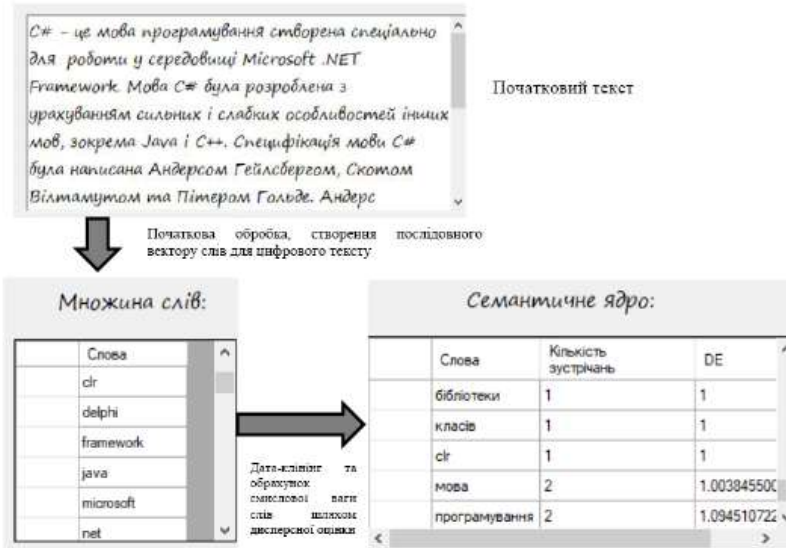 C# - це мова програмування створена спеціально
для роботи у середовищі Microsoft .NET
Framework. Мова C# була розроблена з
урахуванням сильних і слабких особливостей інших
мов, зокрема Java і C++. Специфікація мови C#
була написана Андерсом Гейлсбергом, Скотом
Вілтамутом та Пітером Гольде. Андерс
Початковий текст
Початкова обробка, створення послідовного
вектору слів для цифрового тексту
Множина слів:
Слова
clr
delphi
framework
java
microsoft
net
Дата-клінінг та
обрахунок
смислової ваги
слів шляхом
дисперсної оцінки
Семантичне ядро:
Слова Кількість зустрічань DE
бібліотеки 1 1
класів 1 1
clr 1 1
мова 2 1.003845500
програмування 2 1.094510722